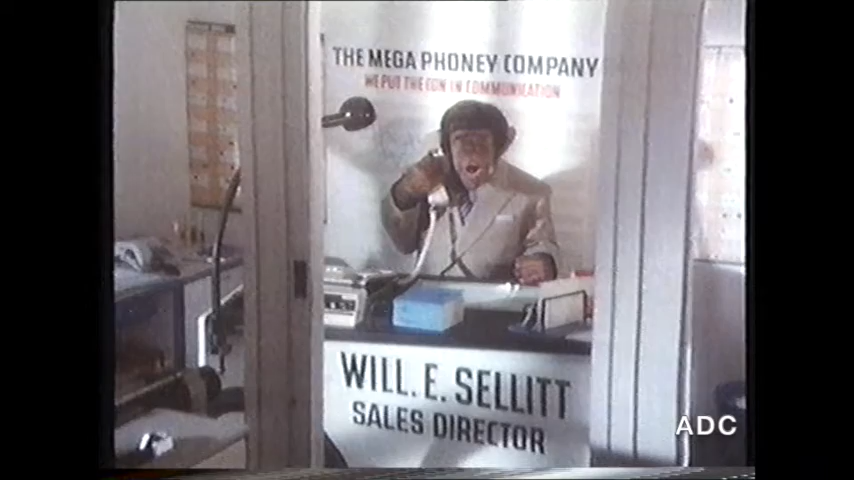 THE MEGA PHONEY COMPANY
WE PUT THE CON IN COMMUNICATION
WILL. E. SELLITT
SALES DIRECTOR
ADC